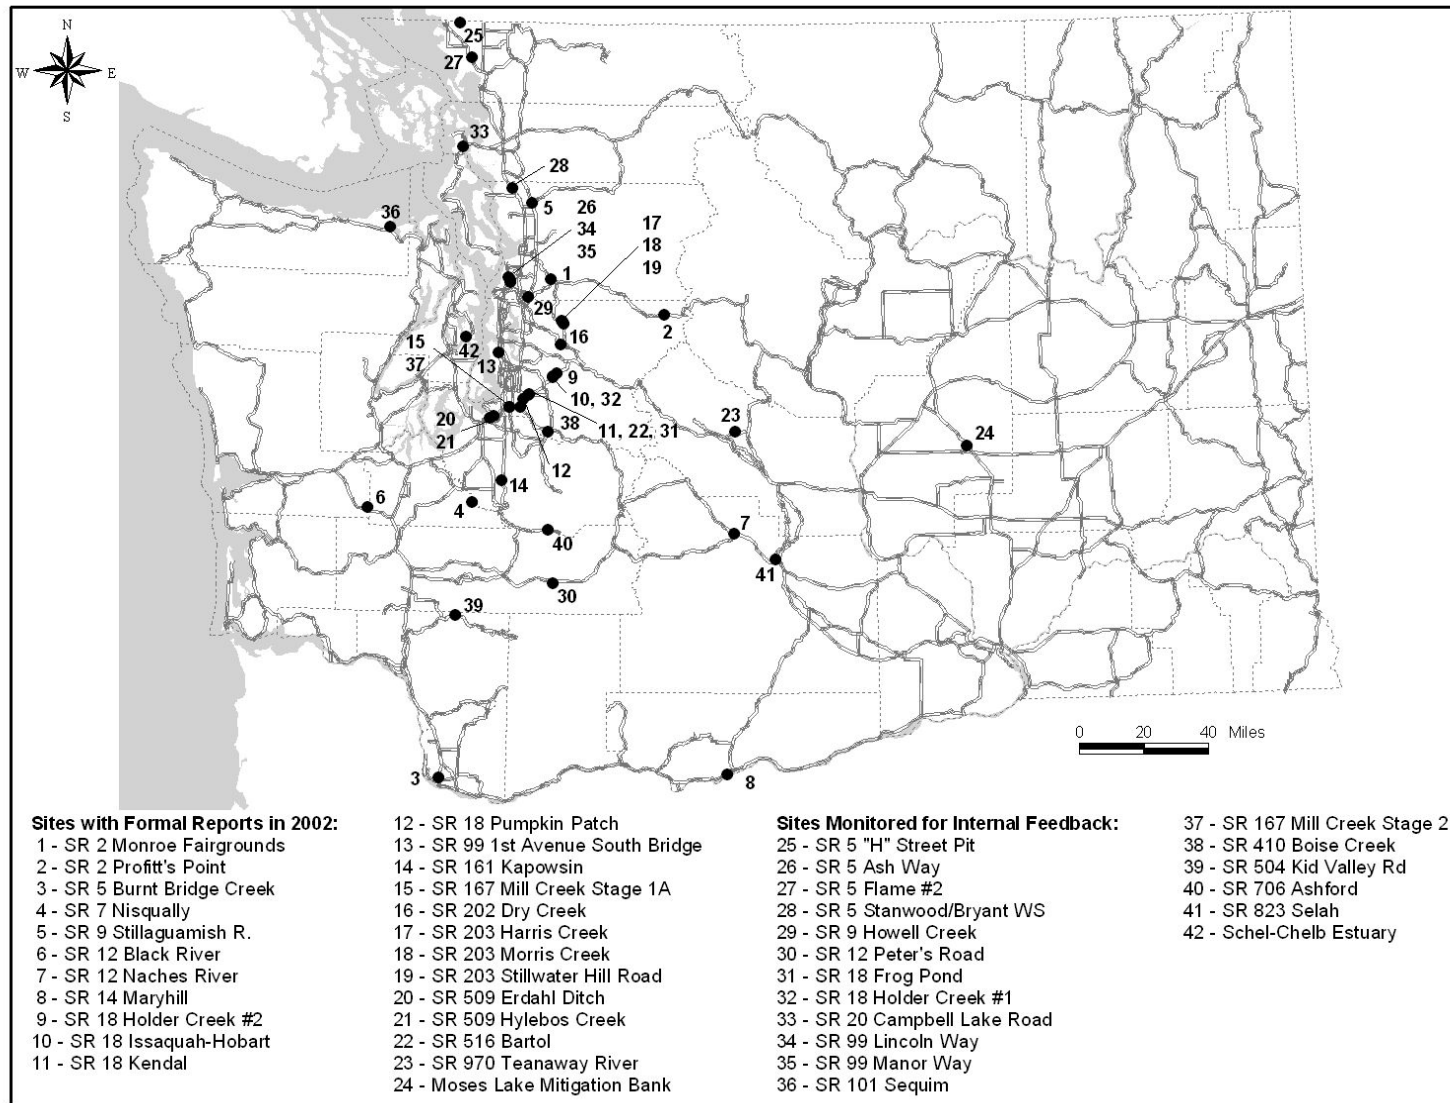 N
W E
S
25
27
33
28
5
26
34
35
17
18
19
36
1
29
2
16
15
37
42
13
9
10, 32
20
21
38
11, 22, 31
23
24
12
14
6
4
40
7
41
30
39
3
8
0 20 40 Miles
Sites with Formal Reports in 2002:
1 - SR 2 Monroe Fairgrounds
2 - SR 2 Profitt's Point
3 - SR 5 Burnt Bridge Creek
4 - SR 7 Nisqually
5 - SR 9 Stillaguamish R.
6 - SR 12 Black River
7 - SR 12 Naches River
8 - SR 14 Maryhill
9 - SR 18 Holder Creek #2
10 - SR 18 Issaquah-Hobart
11 - SR 18 Kendal
12 - SR 18 Pumpkin Patch
13 - SR 99 1st Avenue South Bridge
14 - SR 161 Kapowsin
15 - SR 167 Mill Creek Stage 1A
16 - SR 202 Dry Creek
17 - SR 203 Harris Creek
18 - SR 203 Morris Creek
19 - SR 203 Stillwater Hill Road
20 - SR 509 Erdahl Ditch
21 - SR 509 Hylebos Creek
22 - SR 516 Bartol
23 - SR 970 Teanaway River
24 - Moses Lake Mitigation Bank
Sites Monitored for Internal Feedback:
25 - SR 5 "H" Street Pit
26 - SR 5 Ash Way
27 - SR 5 Flame #2
28 - SR 5 Stanwood/Bryant WS
29 - SR 9 Howell Creek
30 - SR 12 Peter's Road
31 - SR 18 Frog Pond
32 - SR 18 Holder Creek #1
33 - SR 20 Campbell Lake Road
34 - SR 99 Lincoln Way
35 - SR 99 Manor Way
36 - SR 101 Sequim
37 - SR 167 Mill Creek Stage 2
38 - SR 410 Boise Creek
39 - SR 504 Kid Valley Rd
40 - SR 706 Ashford
41 - SR 823 Selah
42 - Schel-Chelb Estuary